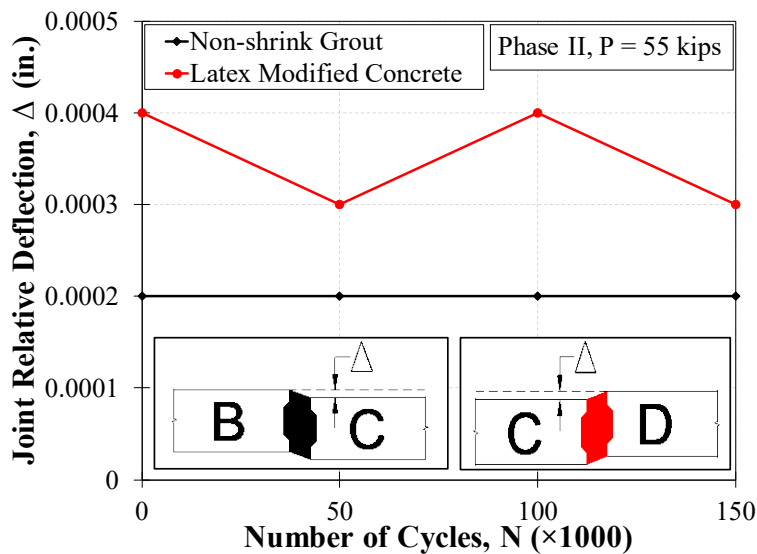 Joint Relative Deflection, Δ (in.)
0.0005
0.0004
0.0003
0.0002
0.0001
0
Non-shrink Grout
Latex Modified Concrete
Phase II, P = 55 kips
Δ
B
C
Δ
C
D
0
50
100
150
Number of Cycles, N (×1000)